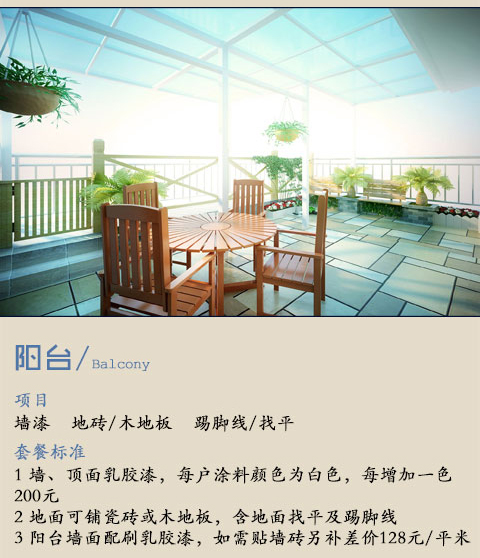 阳台/Balcony
项目
墙漆 地砖/木地板 踢脚线/找平
套餐标准
1 墙、顶面乳胶漆，每户涂料颜色为白色，每增加一色
200元
2 地面可铺瓷砖或木地板，含地面找平及踢脚线
3 阳台墙面配刷乳胶漆，如需贴墙砖另补差价128元/平米